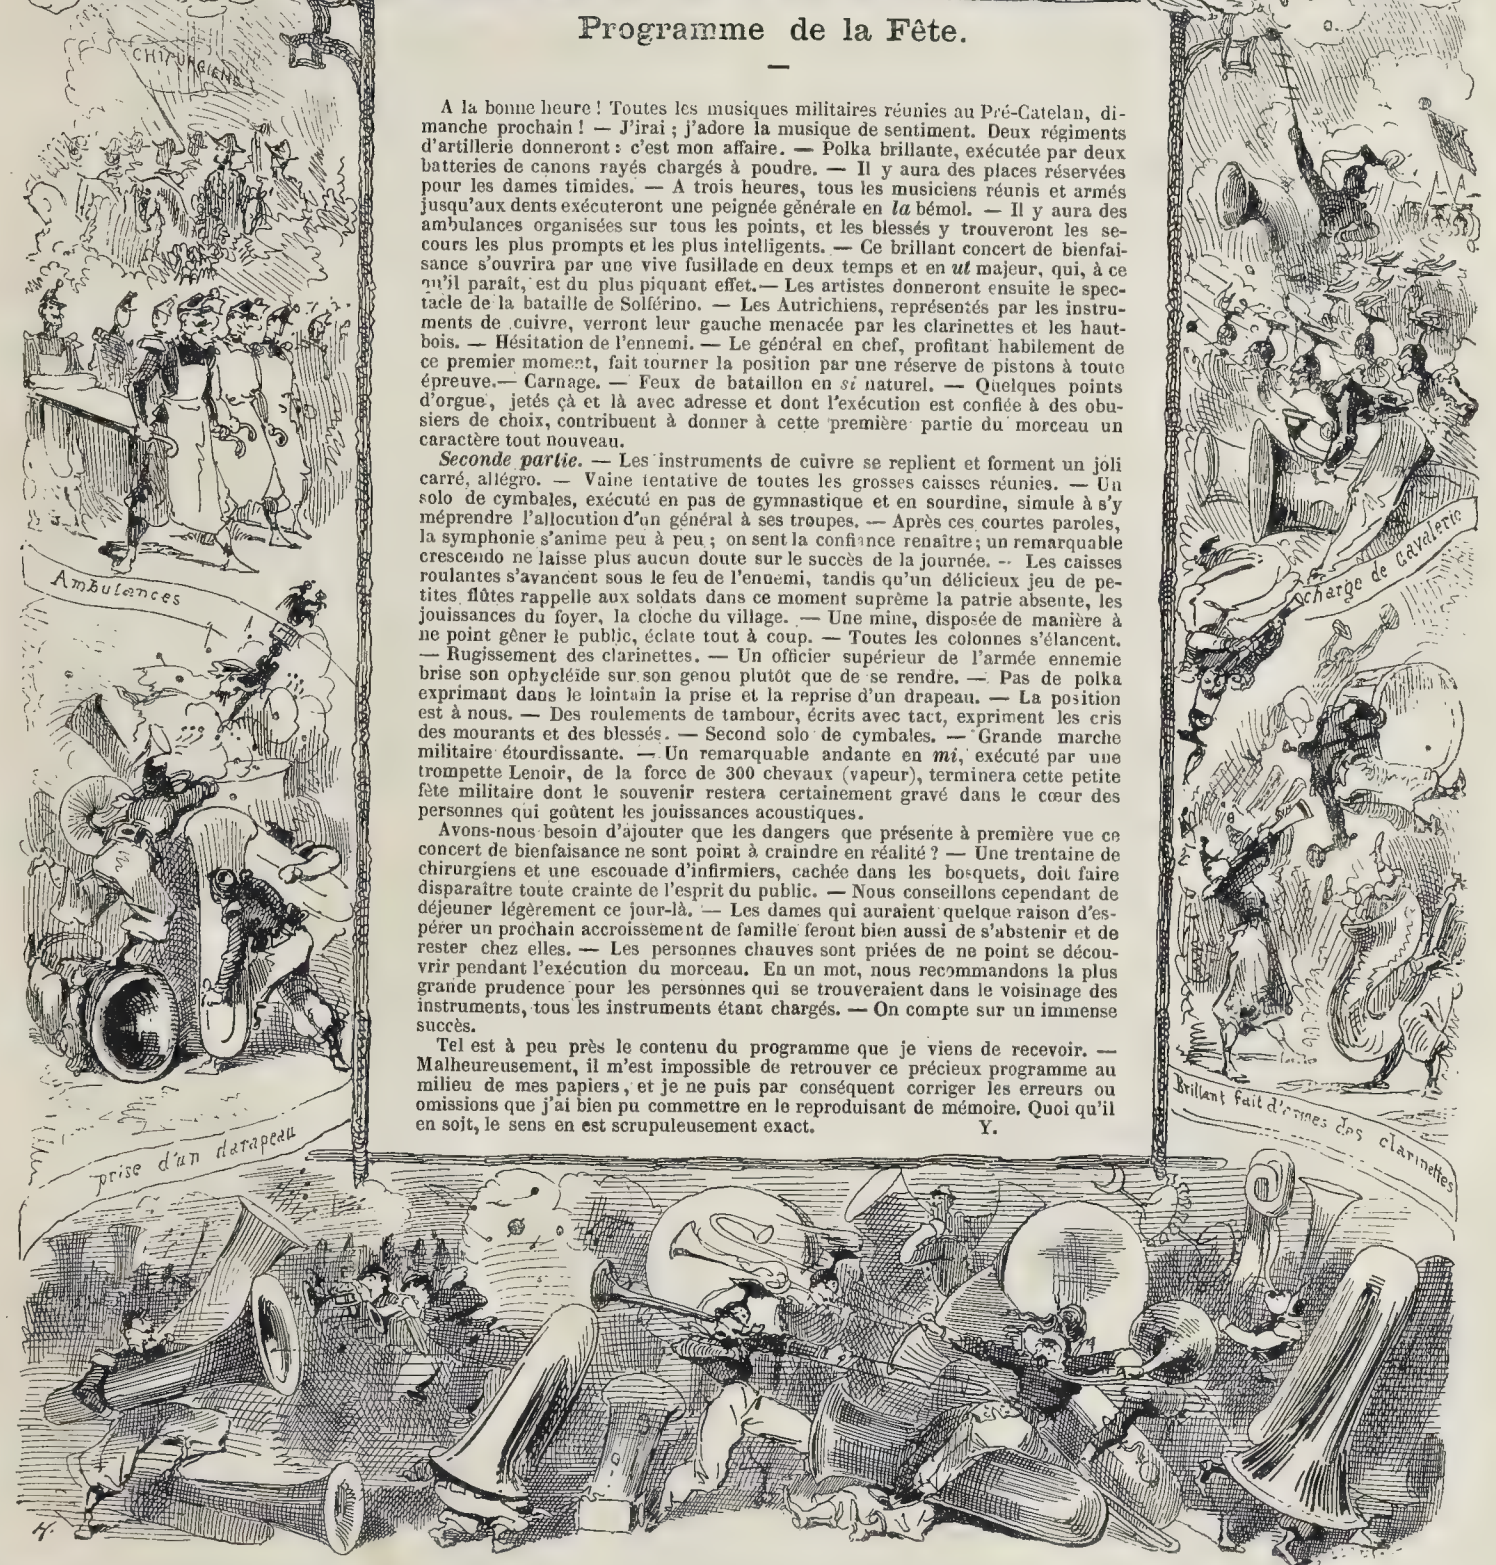 Programme de la Fête.
A la bonne heure ! Toutes les musiques militaires réunies au Pré-Catelan, di-
manche prochain ! — J'irai ; j'adore la musique de sentiment. Deux régiments
d'artillerie donneront : c'est mon affaire. — Polka brillante, exécutée par deux
batteries de canons rayés chargés à poudre. — Il y aura des places réservées
pour les dames timides. — A trois heures, tous les musiciens réunis et armés
jusqu'aux dents exécuteront une peignée générale en la bémol. — Il y aura des
ambulances organisées sur tous les points, et les blessés y trouveront les se-
cours les plus prompts et les plus intelligents. — Ce brillant concert de bienfai-
sance s'ouvrira par une vive fusillade en deux temps et en ut majeur, qui, à ce
qu'il paraît, est du plus piquant effet. — Les artistes donneront ensuite le spec-
tacle de la bataille de Solférino. — Les Autrichiens, représentés par les instru-
ments de cuivre, verront leur gauche menacée par les clarinettes et les haut-
bois. — Hésitation de l'ennemi. — Le général en chef, profitant habilement de
ce premier moment, fait tourner la position par une réserve de pistons à toute
épreuve. — Carnage. — Feux de bataillon en si naturel. — Quelques points
d'orgue, jetés çà et là avec adresse et dont l'exécution est confiée à des obu-
siers de choix, contribuent à donner à cette première partie du morceau un
caractère tout nouveau.
Seconde partie. — Les instruments de cuivre se replient et forment un joli
carré, allégro. — Vaine tentative de toutes les grosses caisses réunies. — Un
solo de cymbales, exécuté en pas de gymnastique et en sourdine, simule à s'y
méprendre l'allocution d'un général à ses troupes. — Après ces courtes paroles,
la symphonie s'anime peu à peu ; on sent la confiance renaître ; un remarquable
crescendo ne laisse plus aucun doute sur le succès de la journée. -- Les caisses
roulantes s'avancent sous le feu de l'ennemi, tandis qu'un délicieux jeu de pe-
tites flûtes rappelle aux soldats dans ce moment suprême la patrie absente, les
jouissances du foyer, la cloche du village. — Une mine, disposée de manière à
ne point gêner le public, éclate tout à coup. — Toutes les colonnes s'élancent.
— Rugissement des clarinettes. — Un officier supérieur de l'armée ennemie
brise son ophycléide sur son genou plutôt que de se rendre. — Pas de polka
exprimant dans le lointain la prise et la reprise d'un drapeau. — La position
est à nous. — Des roulements de tambour, écrits avec tact, expriment les cris
des mourants et des blessés. — Second solo de cymbales. — Grande marche
militaire étourdissante. — Un remarquable andante en mi, exécuté par une
trompette Lenoir, de la force de 300 chevaux (vapeur), terminera cette petite
fête militaire dont le souvenir restera certainement gravé dans le cœur des
personnes qui goûtent les jouissances acoustiques.
Avons-nous besoin d'ajouter que les dangers que présente à première vue ce
concert de bienfaisance ne sont point à craindre en réalité ? — Une trentaine de
chirurgiens et une escouade d'infirmiers, cachée dans les bosquets, doit faire
disparaître toute crainte de l'esprit du public. — Nous conseillons cependant de
déjeuner légèrement ce jour-là. — Les dames qui auraient quelque raison d'es-
pérer un prochain accroissement de famille feront bien aussi de s'abstenir et de
rester chez elles. — Les personnes chauves sont priées de ne point se décou-
vrir pendant l'exécution du morceau. En un mot, nous recommandons la plus
grande prudence pour les personnes qui se trouveraient dans le voisinage des
instruments, tous les instruments étant chargés. — On compte sur un immense
succès.
Tel est à peu près le contenu du programme que je viens de recevoir. —
Malheureusement, il m'est impossible de retrouver ce précieux programme au
milieu de mes papiers, et je ne puis par conséquent corriger les erreurs ou
omissions que j'ai bien pu commettre en le reproduisant de mémoire. Quoi qu'il
en soit, le sens en est scrupuleusement exact. Y.
CHIRURGIENS
Ambulances
prise d'un darapeau
charge de Cavalerie
Brillant fait d'armes des clarinettes
H.